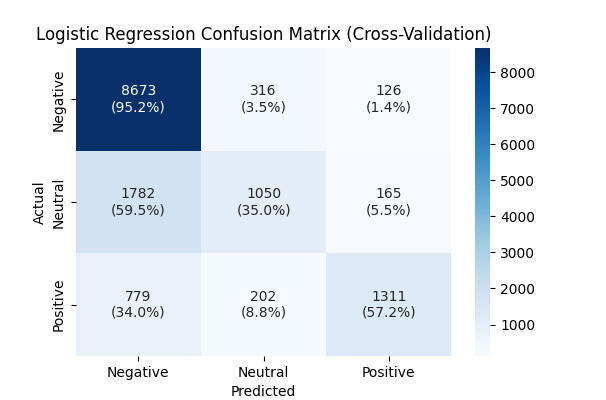 Logistic Regression Confusion Matrix (Cross-Validation)
Negative
8673
(95.2%)
316
(3.5%)
126
(1.4%)
Actual
Neutral
1782
(59.5%)
1050
(35.0%)
165
(5.5%)
Positive
779
(34.0%)
202
(8.8%)
1311
(57.2%)
Negative
Neutral
Positive
Predicted
8000
7000
6000
5000
4000
3000
2000
1000